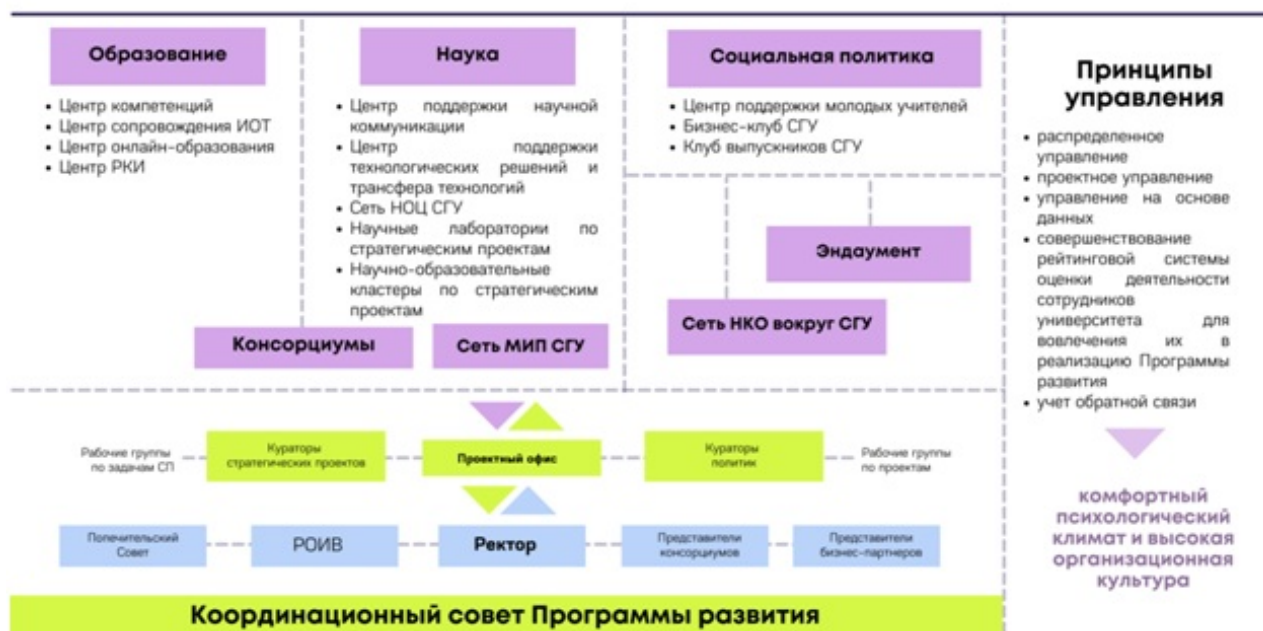 Образование
• Центр компетенций
• Центр сопровождения ИОТ
• Центр онлайн-образования
• Центр РКИ
Наука
• Центр поддержки научной
коммуникации
• Центр поддержки
технологических решений и
трансфера технологий
• Сеть НОЦ СГУ
• Научные лаборатории по
стратегическим проектам
• Научно-образовательные
кластеры по стратегическим
проектам
Социальная политика
• Центр поддержки молодых учителей
• Бизнес-клуб СГУ
• Клуб выпускников СГУ
Эндаумент
Сеть НКО вокруг СГУ
Консорциумы
Сеть МИП СГУ
Рабочие группы
по задачам СП
Кураторы
стратегических проектов
Проектный офис
Кураторы
политик
Рабочие группы
по проектам
Попечительский
Совет
РОИВ
Ректор
Представители
консорциумов
Представители
бизнес-партнеров
Координационный совет Программы развития
Принципы
управления
• распределенное
управление
• проектное управление
• управление на основе
данных
• совершенствование
рейтинговой системы
оценки деятельности
сотрудников
университета для
вовлечения их в
реализацию Программы
развития
• учет обратной связи
комфортный
психологический
климат и высокая
организационная
культура